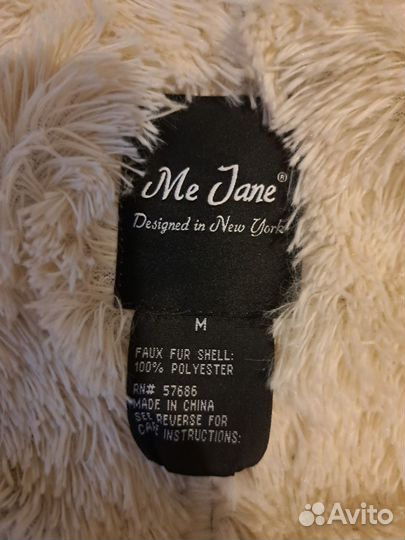 Me Jane®
Designed in New York
M
FAUX FUR SHELL:
100% POLYESTER
RN# 57686
MADE IN CHINA
SEE REVERSE FOR
CARE INSTRUCTIONS:
Avito